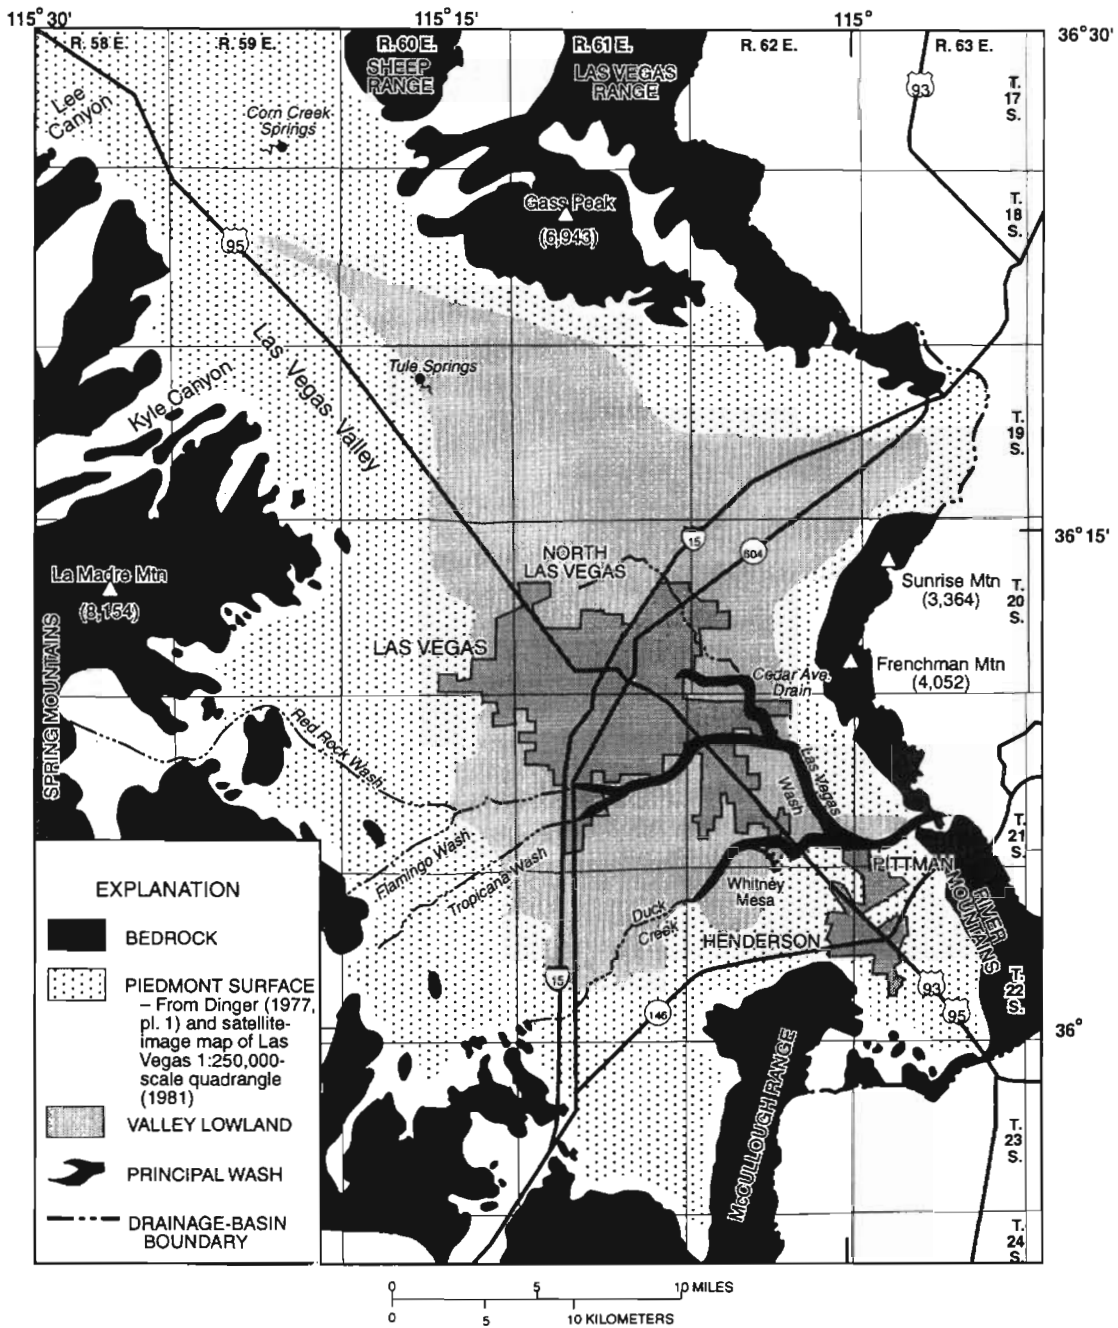 115° 30'
115° 15'
115°
36° 30'
R. 58 E.
R. 59 E.
R. 60 E.
R. 61 E.
R. 62 E.
R. 63 E.
SHEEP
RANGE
LAS VEGAS
RANGE
93
T.
17
S.
Lee
Canyon
Corn Creek
Springs
T.
18
S.
Gass Peak
(6,943)
95
Las Vegas Valley
Tule Springs
Kyle Canyon
T.
19
S.
36° 15'
15
604
NORTH
LAS VEGAS
La Madre Mtn
(8,154)
Sunrise Mtn
(3,364)
T.
20
S.
SPRING MOUNTAINS
LAS VEGAS
Frenchman Mtn
(4,052)
Cedar Ave.
Drain
Red Rock Wash
Las Vegas
Wash
T.
21
S.
Flamingo Wash
Tropicana Wash
PITTMAN
RIVER
MOUNTAINS
Whitney
Mesa
Duck
Creek
HENDERSON
15
146
93
95
T.
22
S.
36°
McCULLOUGH RANGE
T.
23
S.
T.
24
S.
EXPLANATION
BEDROCK
PIEDMONT SURFACE
– From Dinger (1977,
pl. 1) and satellite-
image map of Las
Vegas 1:250,000-
scale quadrangle
(1981)
VALLEY LOWLAND
PRINCIPAL WASH
DRAINAGE-BASIN
BOUNDARY
0 5 10 MILES
0 5 10 KILOMETERS